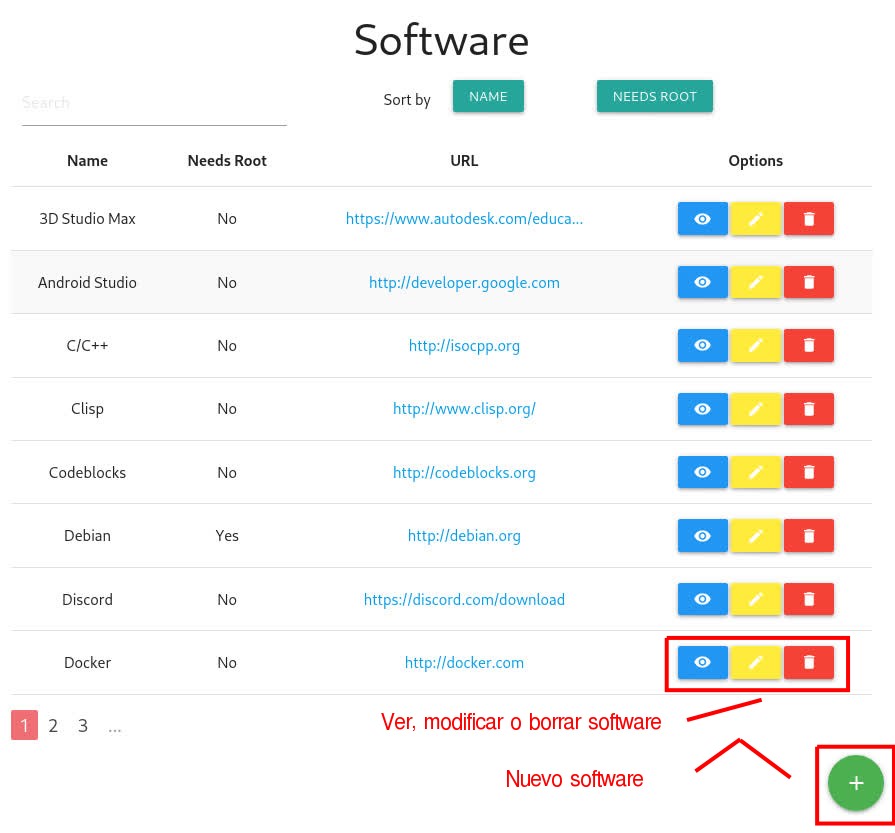 Software
Search
Sort by NAME NEEDS ROOT
Name Needs Root URL Options
3D Studio Max No https://www.autodesk.com/educa...
Android Studio No http://developer.google.com
C/C++ No http://isocpp.org
Clisp No http://www.clisp.org/
Codeblocks No http://codeblocks.org
Debian Yes http://debian.org
Discord No https://discord.com/download
Docker No http://docker.com
1 2 3 ...
Ver, modificar o borrar software
Nuevo software
+